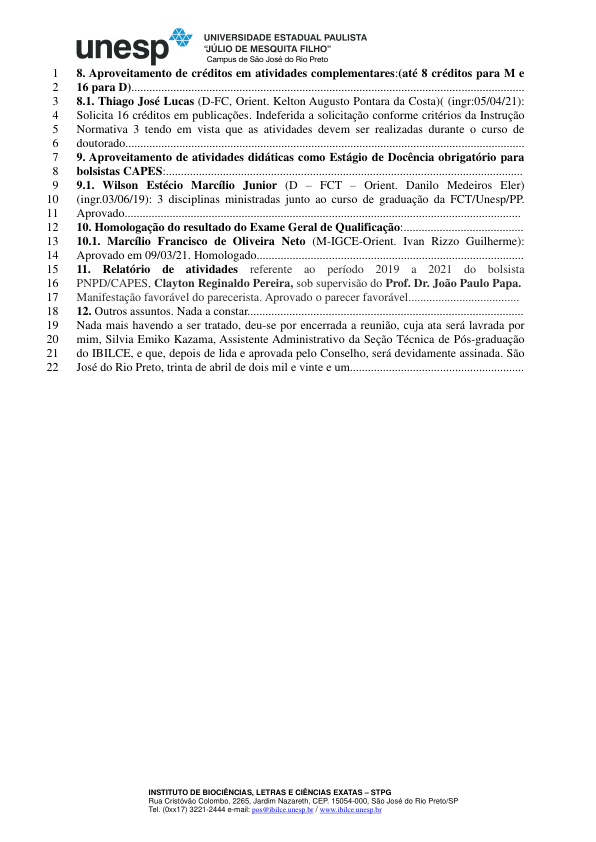 unesp
UNIVERSIDADE ESTADUAL PAULISTA
“JÚLIO DE MESQUITA FILHO”
Campus de São José do Rio Preto
1 8. Aproveitamento de créditos em atividades complementares:(até 8 créditos para M e
2 16 para D)...................................................................................................................................
3 8.1. Thiago José Lucas (D-FC, Orient. Kelton Augusto Pontara da Costa)( (ingr:05/04/21):
4 Solicita 16 créditos em publicações. Indeferida a solicitação conforme critérios da Instrução
5 Normativa 3 tendo em vista que as atividades devem ser realizadas durante o curso de
6 doutorado.....................................................................................................................................
7 9. Aproveitamento de atividades didáticas como Estágio de Docência obrigatório para
8 bolsistas CAPES:.......................................................................................................................
9 9.1. Wilson Estécio Marcílio Junior (D – FCT – Orient. Danilo Medeiros Eler)
10 (ingr.03/06/19): 3 disciplinas ministradas junto ao curso de graduação da FCT/Unesp/PP.
11 Aprovado....................................................................................................................................
12 10. Homologação do resultado do Exame Geral de Qualificação:........................................
13 10.1. Marcílio Francisco de Oliveira Neto (M-IGCE-Orient. Ivan Rizzo Guilherme):
14 Aprovado em 09/03/21. Homologado.........................................................................................
15 11. Relatório de atividades referente ao período 2019 a 2021 do bolsista
16 PNPD/CAPES, Clayton Reginaldo Pereira, sob supervisão do Prof. Dr. João Paulo Papa.
17 Manifestação favorável do parecerista. Aprovado o parecer favorável.....................................
18 12. Outros assuntos. Nada a constar............................................................................................
19 Nada mais havendo a ser tratado, deu-se por encerrada a reunião, cuja ata será lavrada por
20 mim, Silvia Emiko Kazama, Assistente Administrativo da Seção Técnica de Pós-graduação
21 do IBILCE, e que, depois de lida e aprovada pelo Conselho, será devidamente assinada. São
22 José do Rio Preto, trinta de abril de dois mil e vinte e um..........................................................
INSTITUTO DE BIOCIÊNCIAS, LETRAS E CIÊNCIAS EXATAS – STPG
Rua Cristóvão Colombo, 2265, Jardim Nazareth, CEP. 15054-000, São José do Rio Preto/SP
Tel. (0xx17) 3221-2444 e-mail: pos@ibilce.unesp.br / www.ibilce.unesp.br